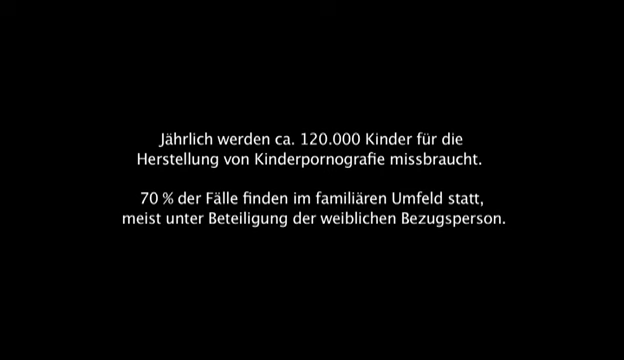 Jährlich werden ca. 120.000 Kinder für die
Herstellung von Kinderpornografie missbraucht.
70 % der Fälle finden im familiären Umfeld statt,
meist unter Beteiligung der weiblichen Bezugsperson.